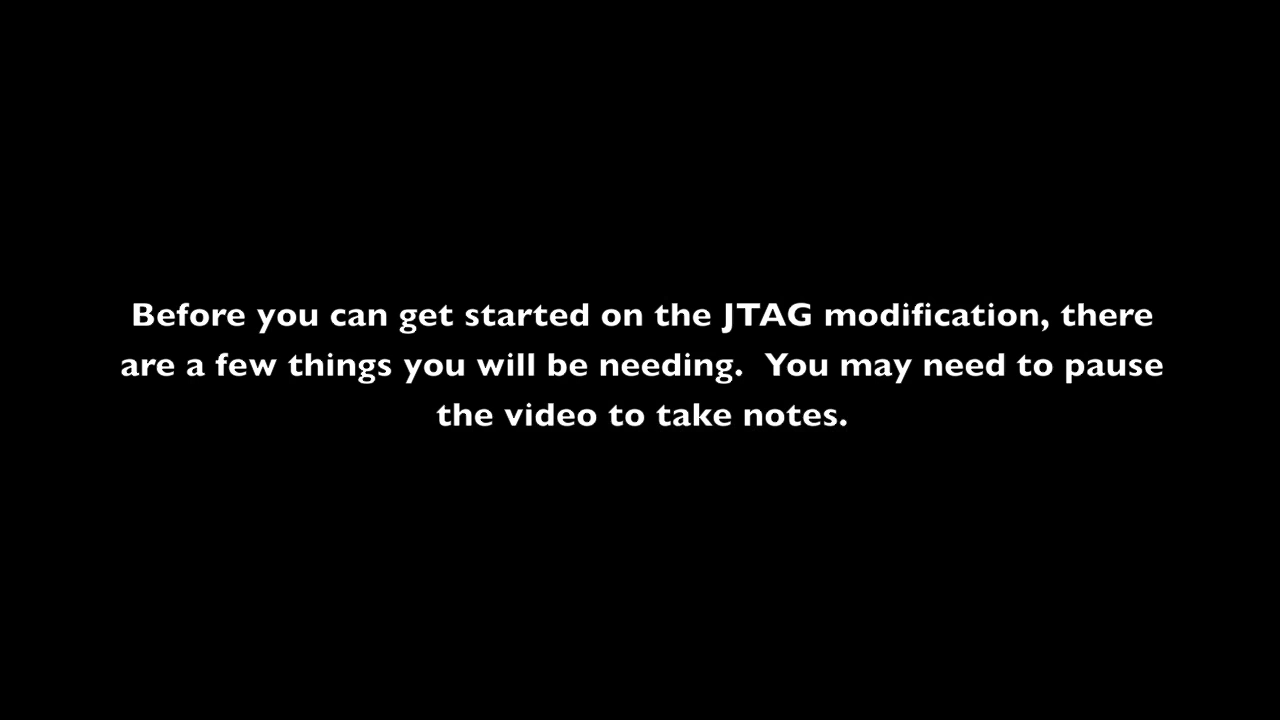 Before you can get started on the JTAG modification, there
are a few things you will be needing.  You may need to pause
the video to take notes.